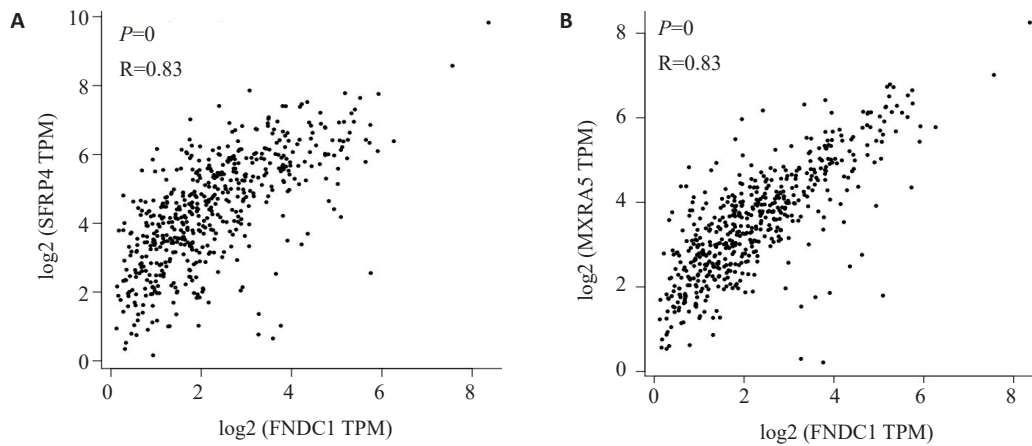 A
P=0
R=0.83
log2 (SFRP4 TPM)
10
8
6
4
2
0
0 2 4 6 8
log2 (FNDC1 TPM)
B
P=0
R=0.83
log2 (MXRA5 TPM)
8
6
4
2
0
0 2 4 6 8
log2 (FNDC1 TPM)